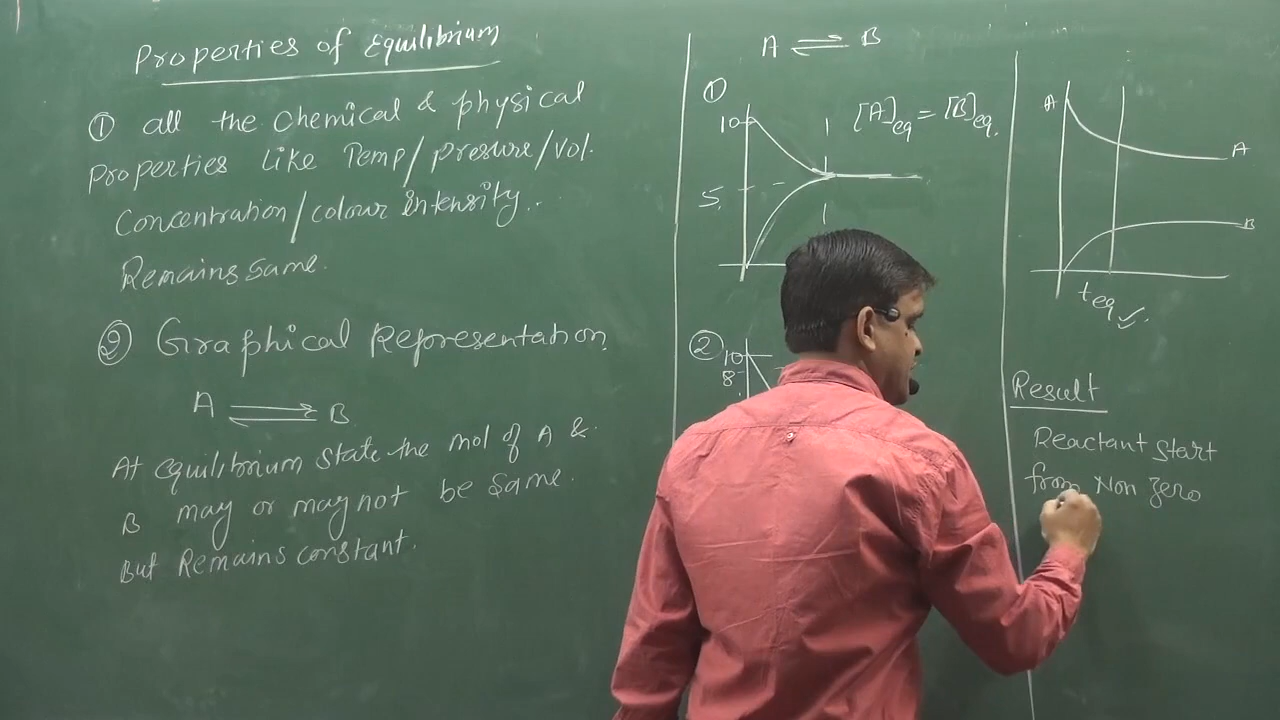 Properties of Equilibrium
① all the Chemical & physical
Properties Like Temp/presure/Vol.
Concentration/colour intensity..
Remains same.
② Graphical Representation.
A ⇌ B
At equilibrium state the mol of A &
B may or may not be same.
But Remains constant.
A ⇌ B
①
10
5
[A]eq = [B]eq.
②
10
8
A
A
B
teq ✓.
Result
Reactant start
from Non Zero